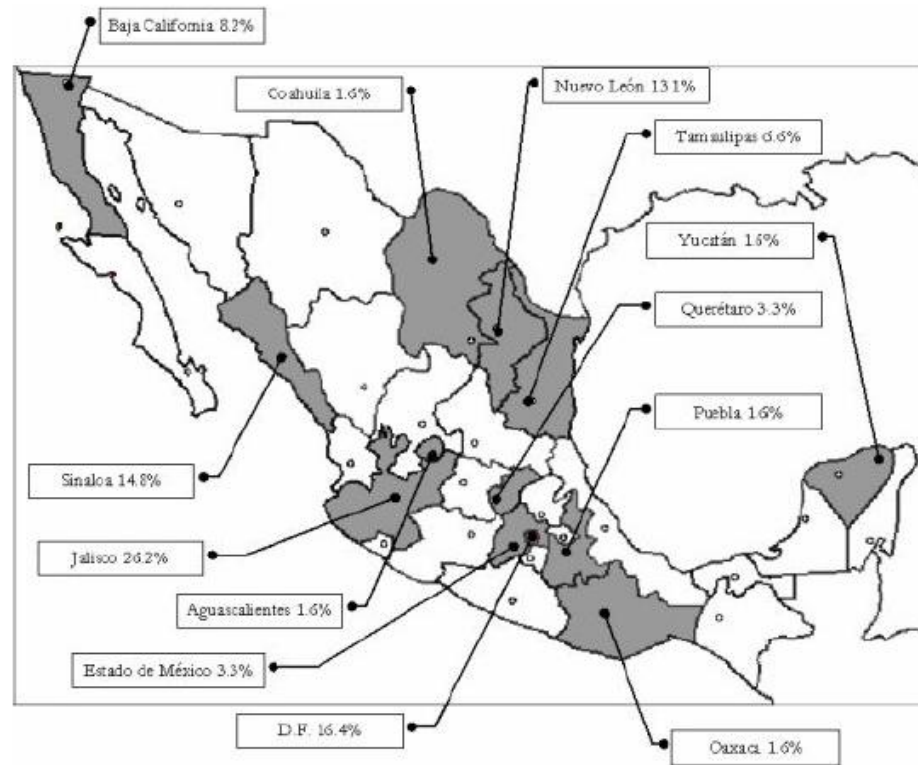 Baja California 8.2%
Coahuila 1.6%
Nuevo León 13.1%
Tamaulipas 6.6%
Yucatán 1.6%
Querétaro 3.3%
Puebla 1.6%
Sinaloa 14.8%
Jalisco 26.2%
Aguascalientes 1.6%
Estado de México 3.3%
D.F. 16.4%
Oaxaca 1.6%